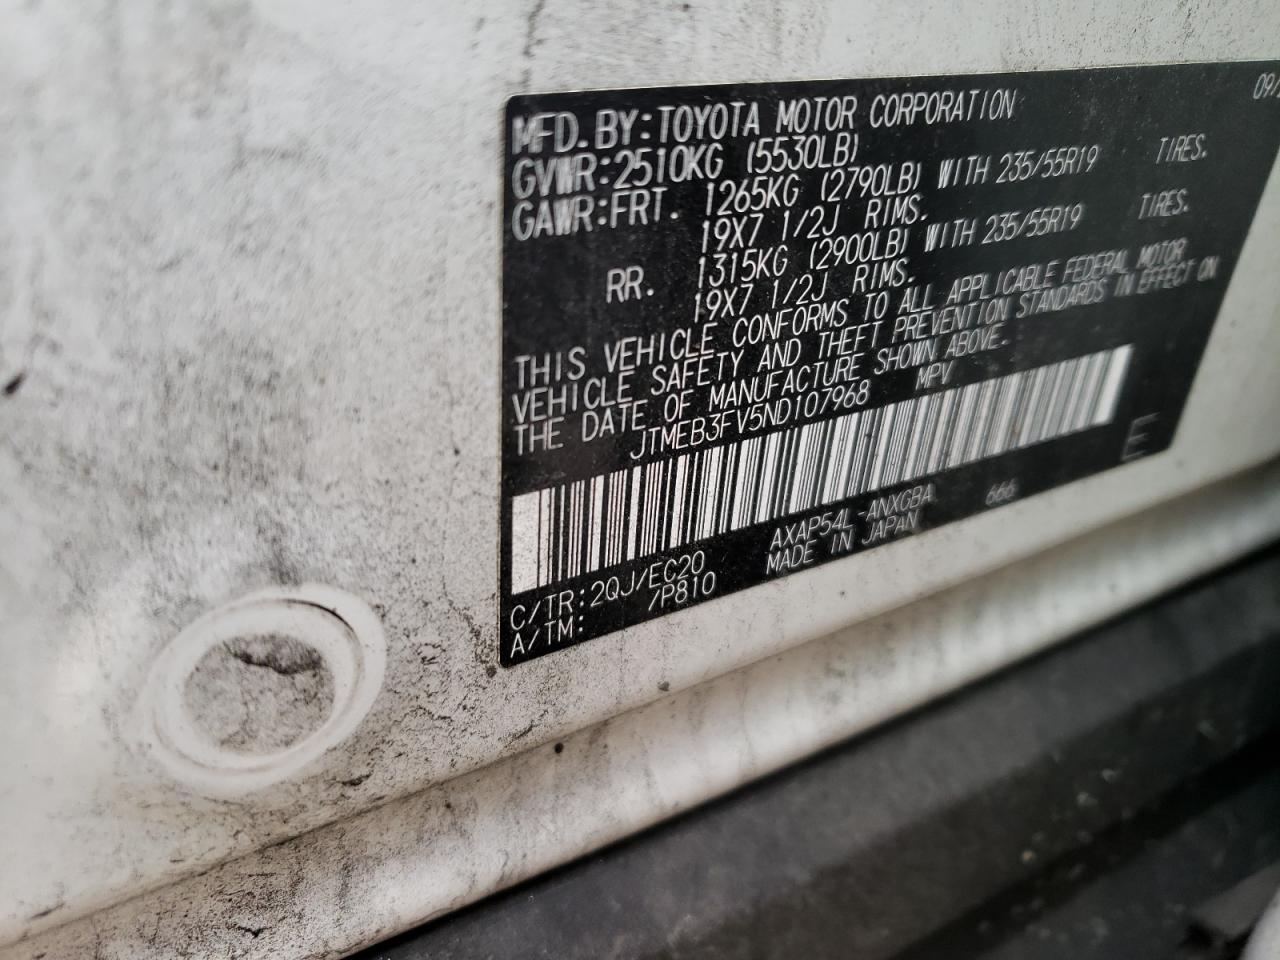 09/
MFD. BY: TOYOTA MOTOR CORPORATION
GVWR: 2510KG (5530LB)
GAWR: FRT. 1265KG (2790LB) WITH 235/55R19 TIRES.
19X7 1/2J RIMS.
RR. 1315KG (2900LB) WITH 235/55R19 TIRES.
19X7 1/2J RIMS.
THIS VEHICLE CONFORMS TO ALL APPLICABLE FEDERAL MOTOR
VEHICLE SAFETY AND THEFT PREVENTION STANDARDS IN EFFECT ON
THE DATE OF MANUFACTURE SHOWN ABOVE.
JTMEB3FV5ND107968 MPV
E
C/TR: 2QJ/EC20 AXAP54L-ANXGBA 666
A/TM: /P810 MADE IN JAPAN